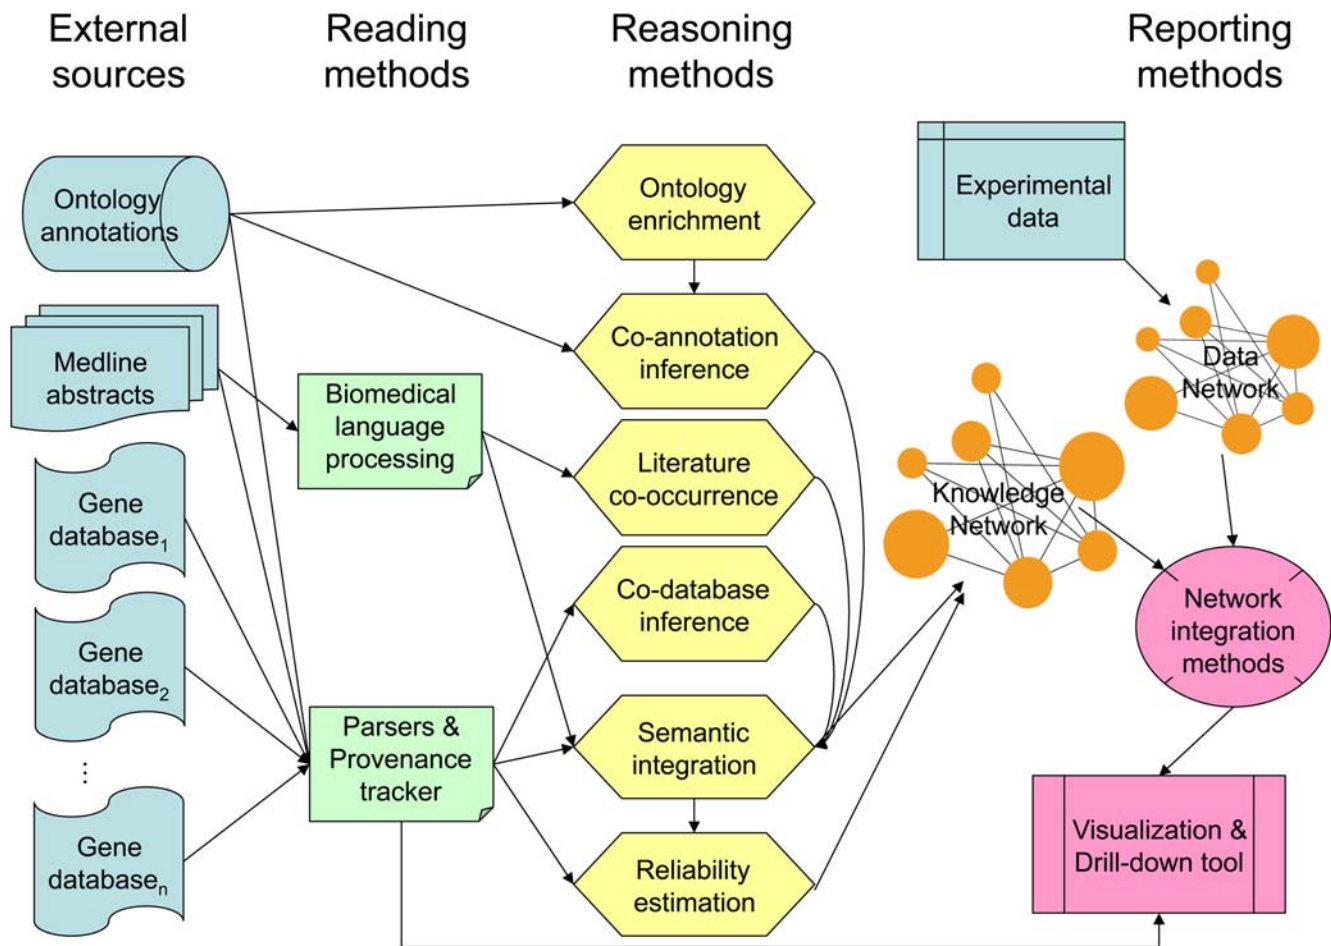 External
sources
Reading
methods
Reasoning
methods
Reporting
methods
Ontology
annotations
Medline
abstracts
Gene
database1
Gene
database2
...
Gene
databasen
Biomedical
language
processing
Parsers &
Provenance
tracker
Ontology
enrichment
Co-annotation
inference
Literature
co-occurrence
Co-database
inference
Semantic
integration
Reliability
estimation
Experimental
data
Data
Network
Knowledge
Network
Network
integration
methods
Visualization &
Drill-down tool